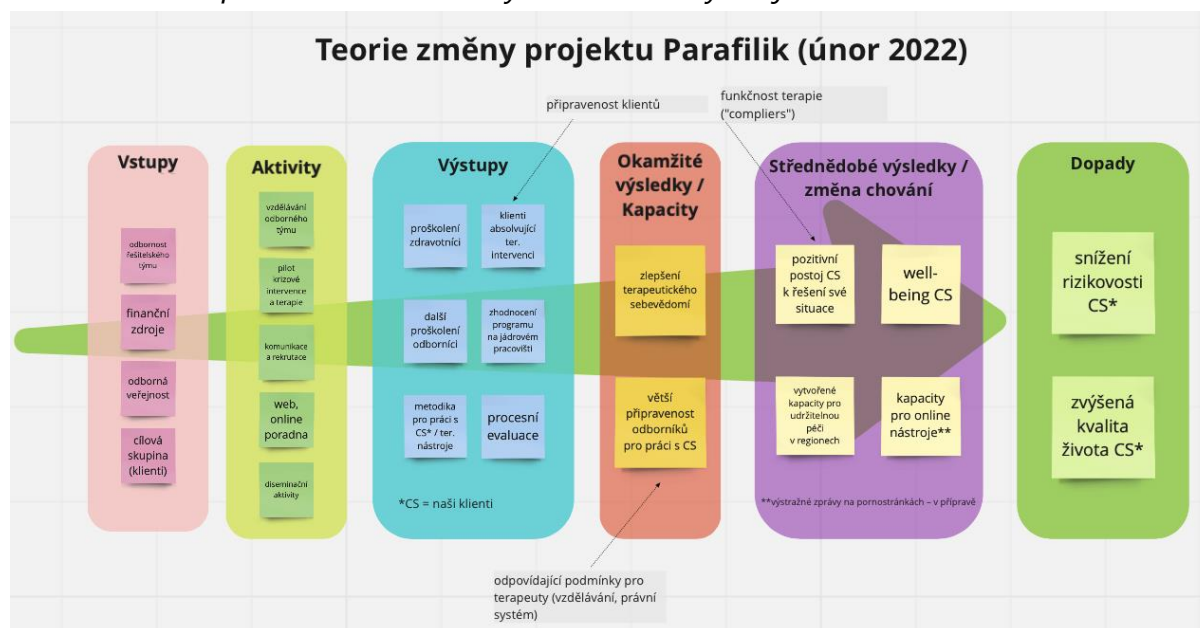 Teorie změny projektu Parafilik (únor 2022)
připravenost klientů
funkčnost terapie
("compliers")
Vstupy
odbornost
řešitelského
týmu
finanční
zdroje
odborná
veřejnost
cílová
skupina
(klienti)
Aktivity
vzdělávání
odborného
týmu
pilot
krizové
intervence
a terapie
komunikace
a rekrutace
web,
online
poradna
diseminační
aktivity
Výstupy
proškolení
zdravotníci
klienti
absolvující
ter.
intervenci
další
proškolení
odborníci
zhodnocení
programu
na jádrovém
pracovišti
metodika
pro práci s
CS* / ter.
nástroje
procesní
evaluace
*CS = naši klienti
Okamžité
výsledky /
Kapacity
zlepšení
terapeutického
sebevědomí
větší
připravenost
odborníků
pro práci s CS
Střednědobé výsledky /
změna chování
pozitivní
postoj CS
k řešení své
situace
well-
being CS
vytvořené
kapacity pro
udržitelnou
péči
v regionech
kapacity
pro online
nástroje**
**výstražné zprávy na pornostránkách – v přípravě
Dopady
snížení
rizikovosti
CS*
zvýšená
kvalita
života CS*
odpovídající podmínky pro
terapeuty (vzdělávání, právní
systém)